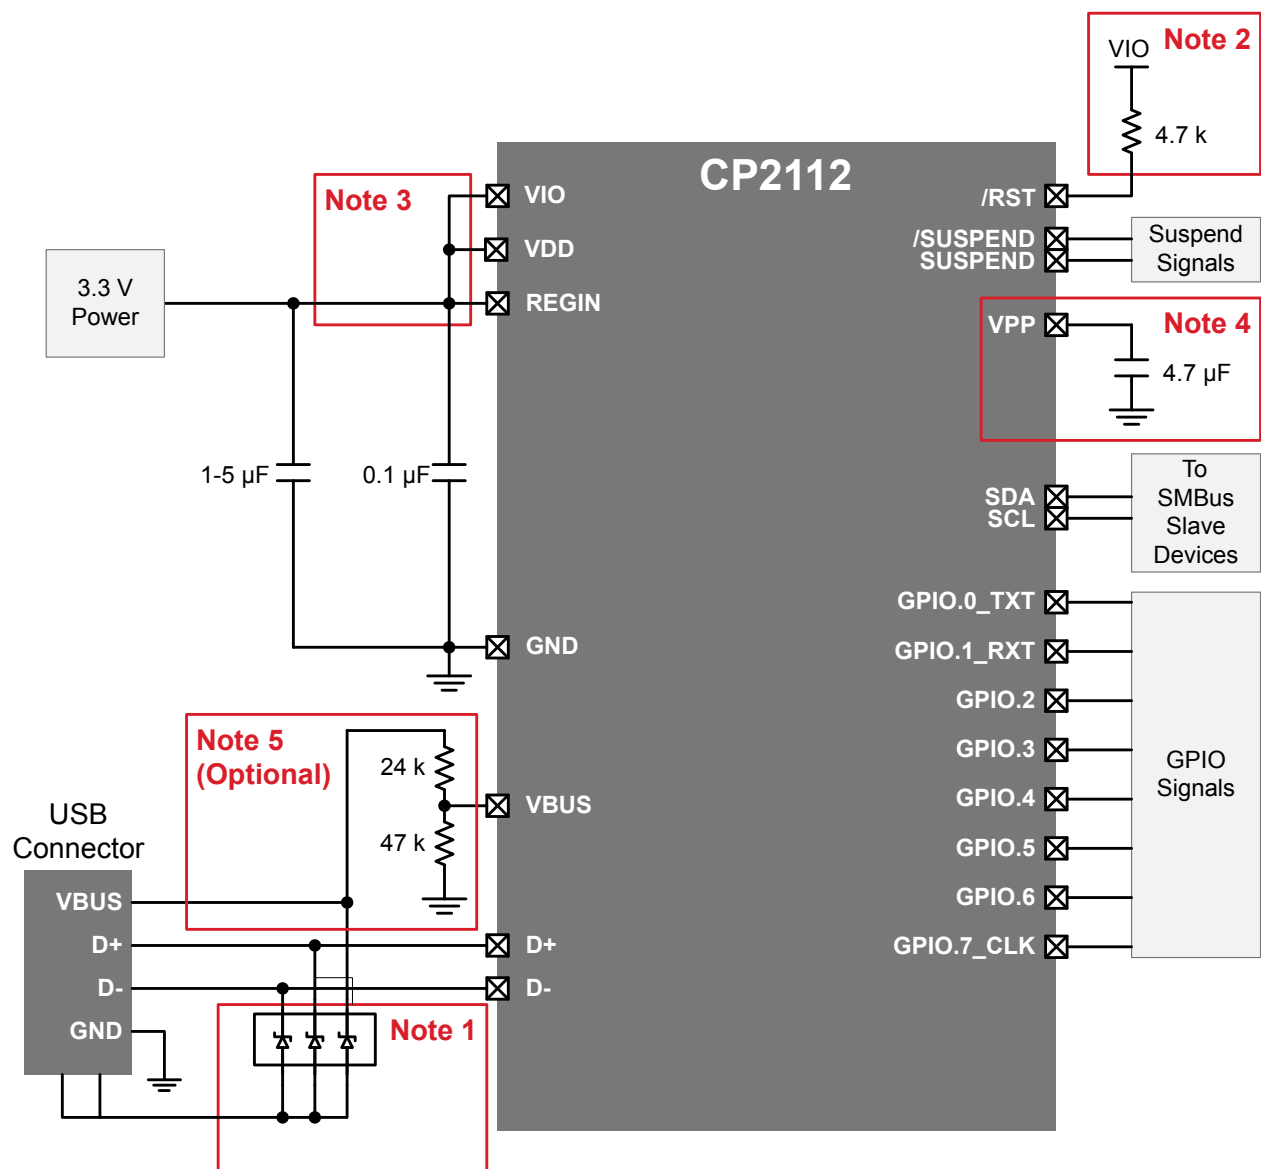 CP2112
Note 2
VIO
4.7 k
/RST
/SUSPEND
SUSPEND
Suspend
Signals
Note 3
VIO
VDD
REGIN
3.3 V
Power
VPP
Note 4
4.7 µF
1-5 µF
0.1 µF
SDA
SCL
To
SMBus
Slave
Devices
GND
GPIO.0_TXT
GPIO.1_RXT
GPIO.2
GPIO.3
GPIO.4
GPIO.5
GPIO.6
GPIO.7_CLK
GPIO
Signals
Note 5
(Optional)
24 k
47 k
VBUS
USB
Connector
VBUS
D+
D-
GND
D+
D-
Note 1